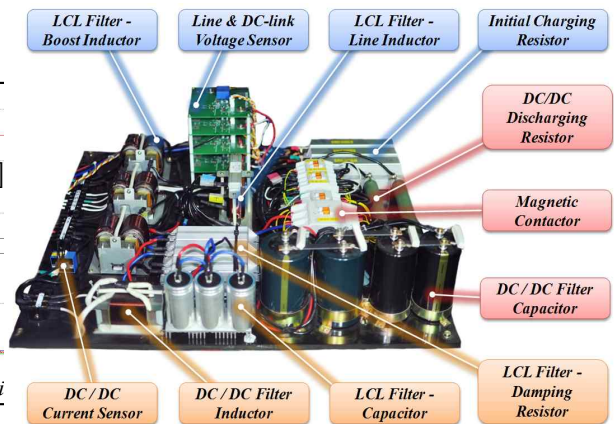 LCL Filter -
Boost Inductor
Line & DC-link
Voltage Sensor
LCL Filter -
Line Inductor
Initial Charging
Resistor
DC/DC
Discharging
Resistor
Magnetic
Contactor
DC / DC Filter
Capacitor
LCL Filter -
Damping
Resistor
DC / DC
Current Sensor
DC / DC Filter
Inductor
LCL Filter -
Capacitor